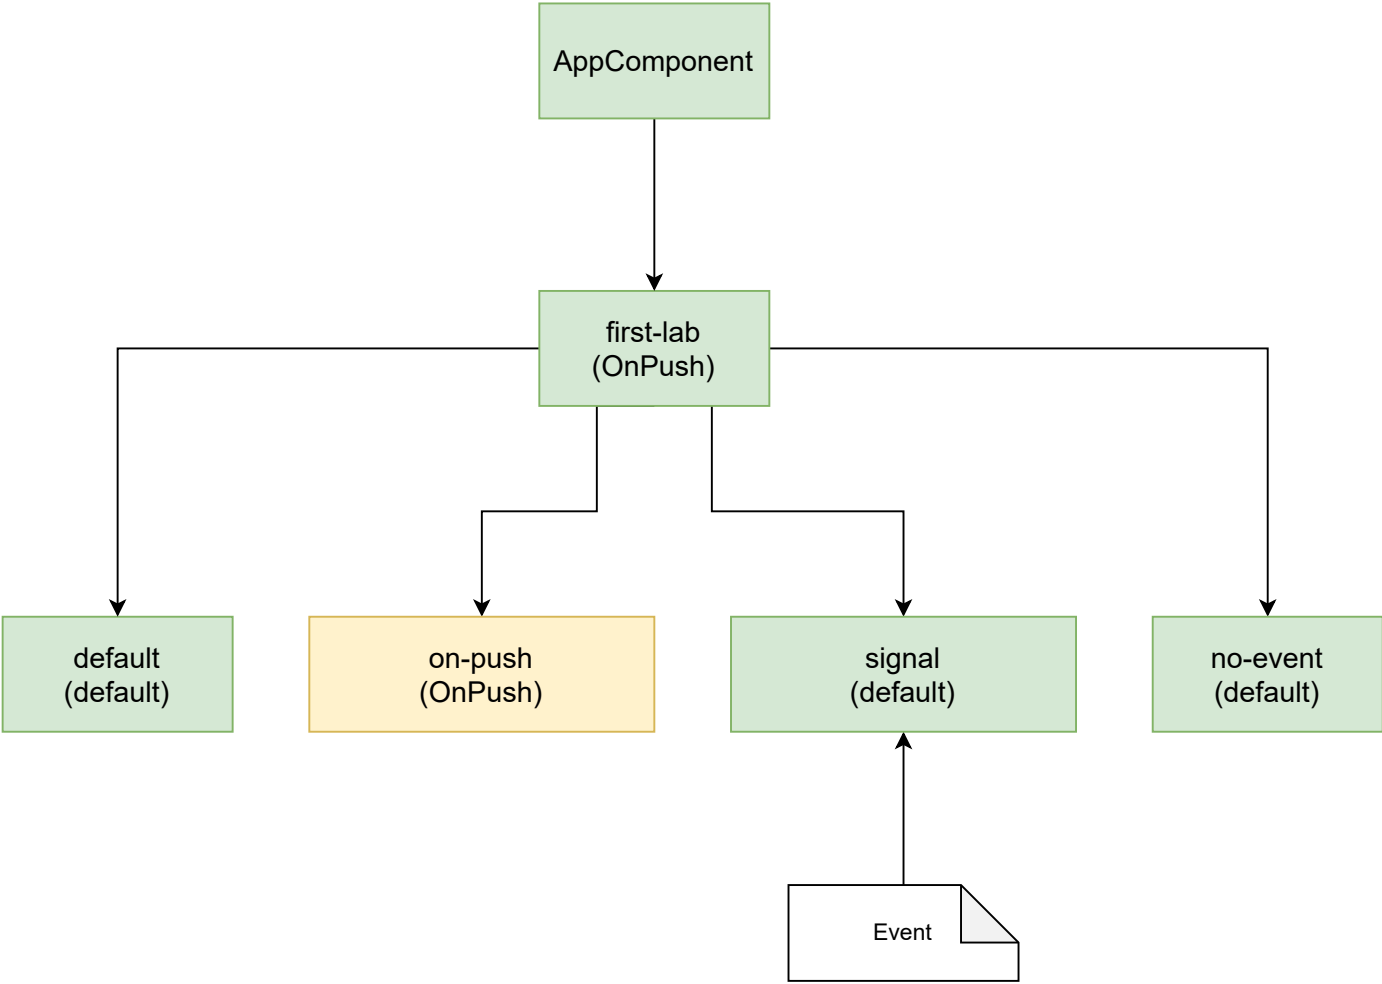 AppComponent
first-lab
(OnPush)
default
(default)
on-push
(OnPush)
signal
(default)
no-event
(default)
Event